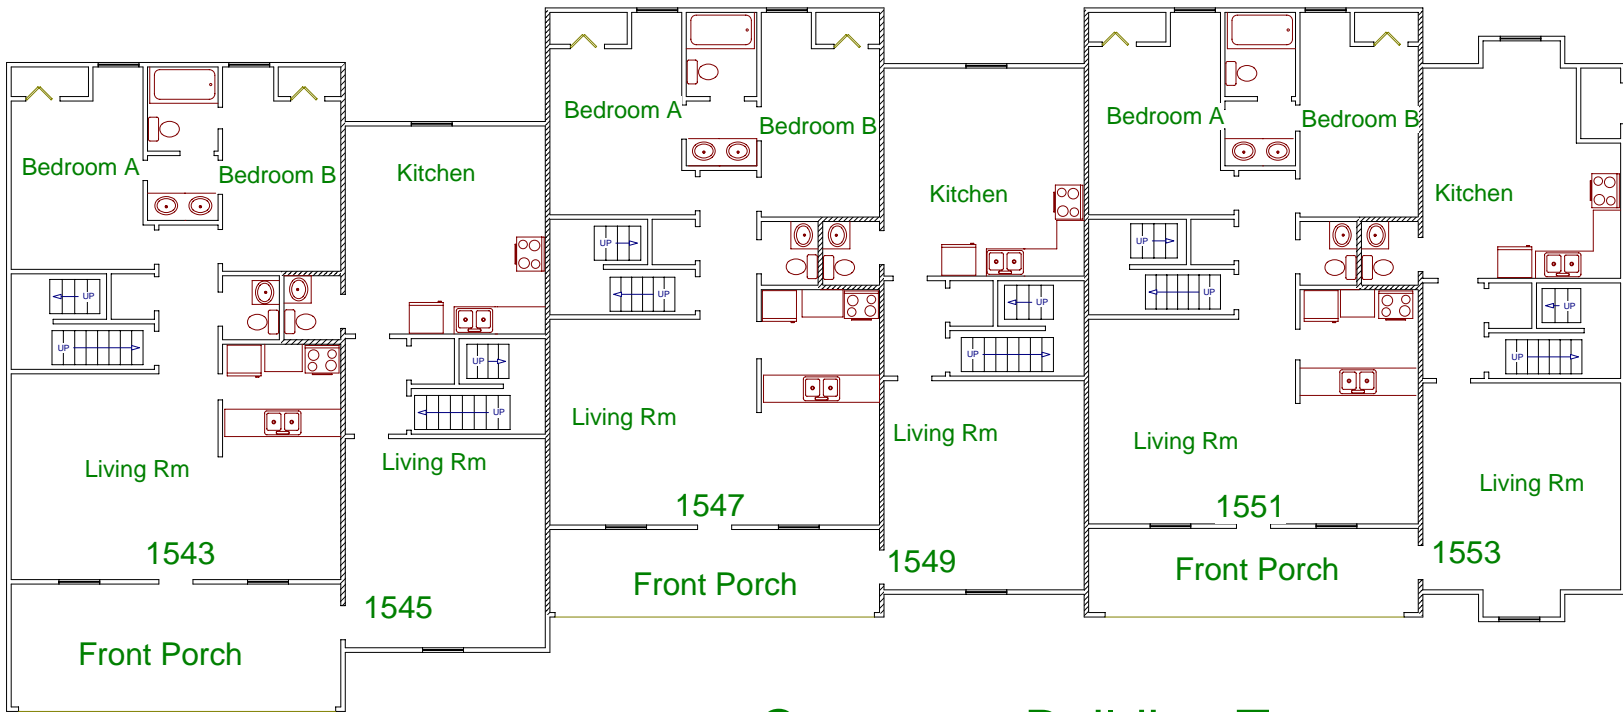 Bedroom A
Bedroom B
UP
UP
Living Rm
1543
Front Porch
Kitchen
UP
UP
Living Rm
1545
Bedroom A
Bedroom B
UP
UP
Living Rm
1547
Front Porch
Kitchen
UP
UP
Living Rm
1549
Bedroom A
Bedroom B
UP
UP
Living Rm
1551
Front Porch
Kitchen
UP
UP
Living Rm
1553